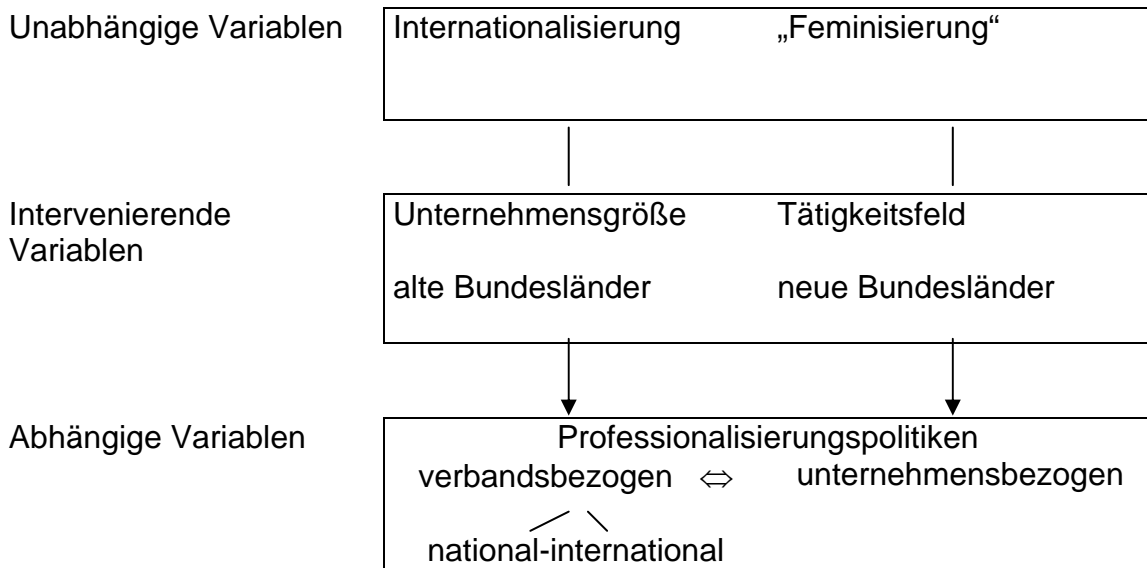 Unabhängige Variablen Internationalisierung „Feminisierung“
Intervenierende Unternehmensgröße Tätigkeitsfeld
Variablen
alte Bundesländer neue Bundesländer
Abhängige Variablen Professionalisierungspolitiken
verbandsbezogen ⇔ unternehmensbezogen
national-international